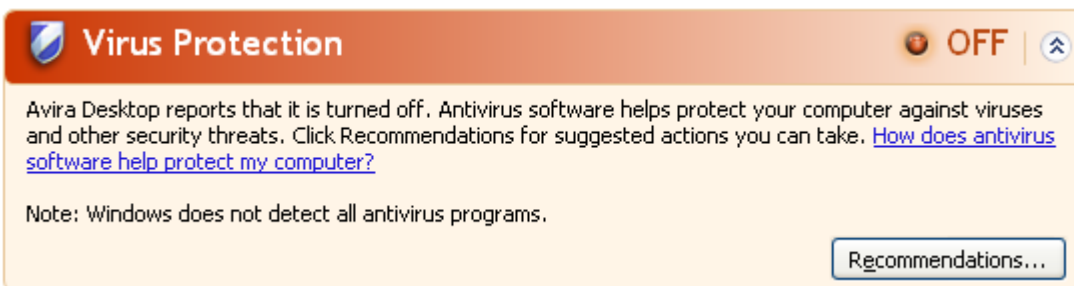 Virus Protection OFF
Avira Desktop reports that it is turned off. Antivirus software helps protect your computer against viruses
and other security threats. Click Recommendations for suggested actions you can take. How does antivirus
software help protect my computer?
Note: Windows does not detect all antivirus programs.
Recommendations...